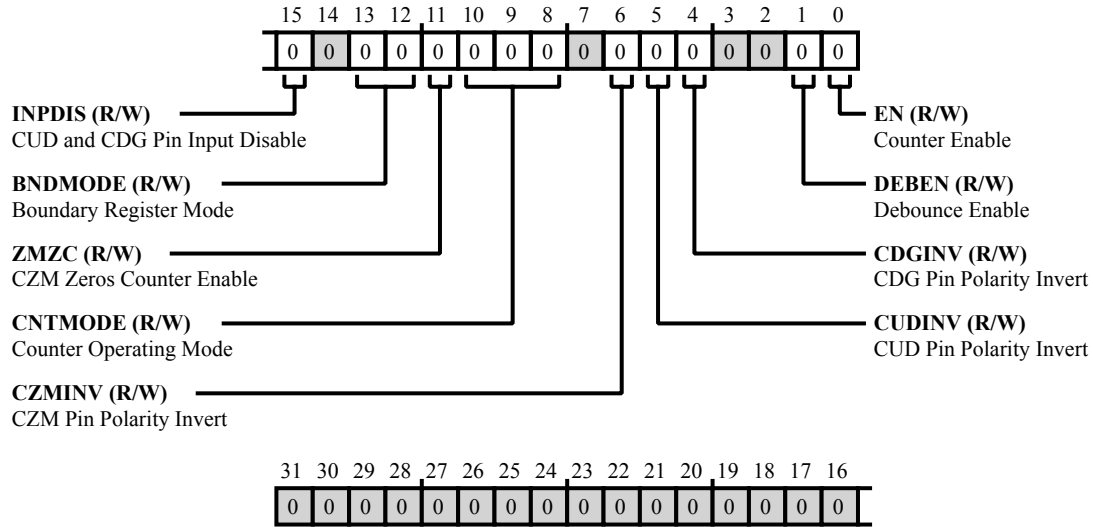 15 14 13 12 11 10 9 8 7 6 5 4 3 2 1 0
0 0 0 0 0 0 0 0 0 0 0 0 0 0 0 0
INPDIS (R/W)
CUD and CDG Pin Input Disable
BNDMODE (R/W)
Boundary Register Mode
ZMZC (R/W)
CZM Zeros Counter Enable
CNTMODE (R/W)
Counter Operating Mode
CZMINV (R/W)
CZM Pin Polarity Invert
EN (R/W)
Counter Enable
DEBEN (R/W)
Debounce Enable
CDGINV (R/W)
CDG Pin Polarity Invert
CUDINV (R/W)
CUD Pin Polarity Invert
31 30 29 28 27 26 25 24 23 22 21 20 19 18 17 16
0 0 0 0 0 0 0 0 0 0 0 0 0 0 0 0